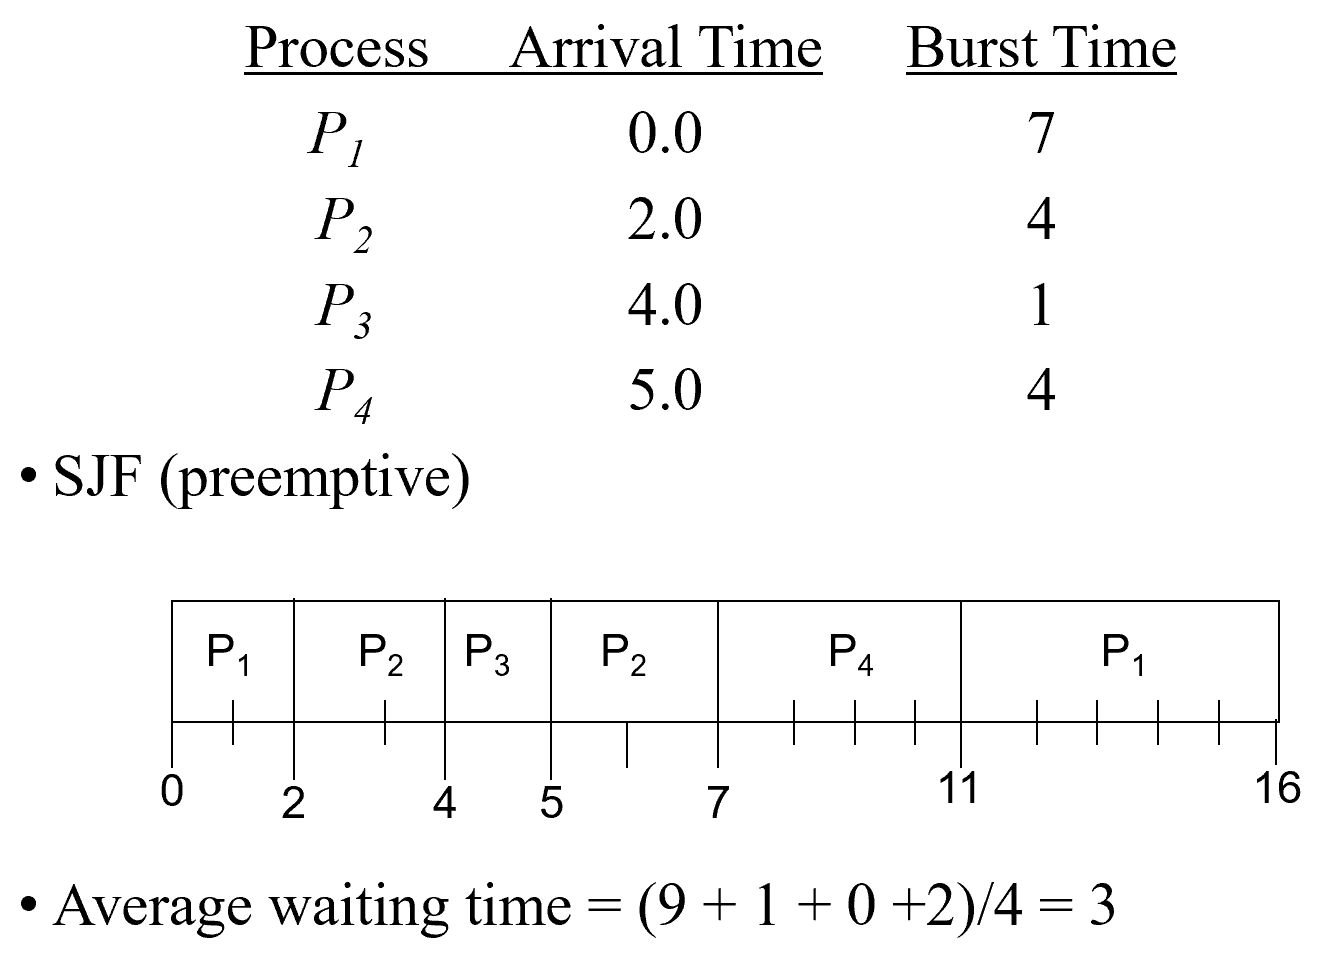 Process Arrival Time Burst Time
P1 0.0 7
P2 2.0 4
P3 4.0 1
P4 5.0 4
• SJF (preemptive)
P1 P2 P3 P2 P4 P1
0 2 4 5 7 11 16
• Average waiting time = (9 + 1 + 0 +2)/4 = 3